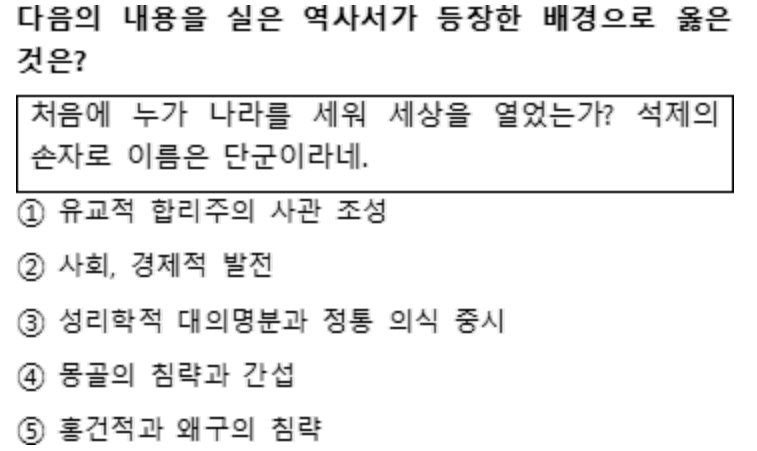 다음의 내용을 실은 역사서가 등장한 배경으로 옳은
것은?
처음에 누가 나라를 세워 세상을 열었는가? 석제의
손자로 이름은 단군이라네.
① 유교적 합리주의 사관 조성
② 사회, 경제적 발전
③ 성리학적 대의명분과 정통 의식 중시
④ 몽골의 침략과 간섭
⑤ 홍건적과 왜구의 침략